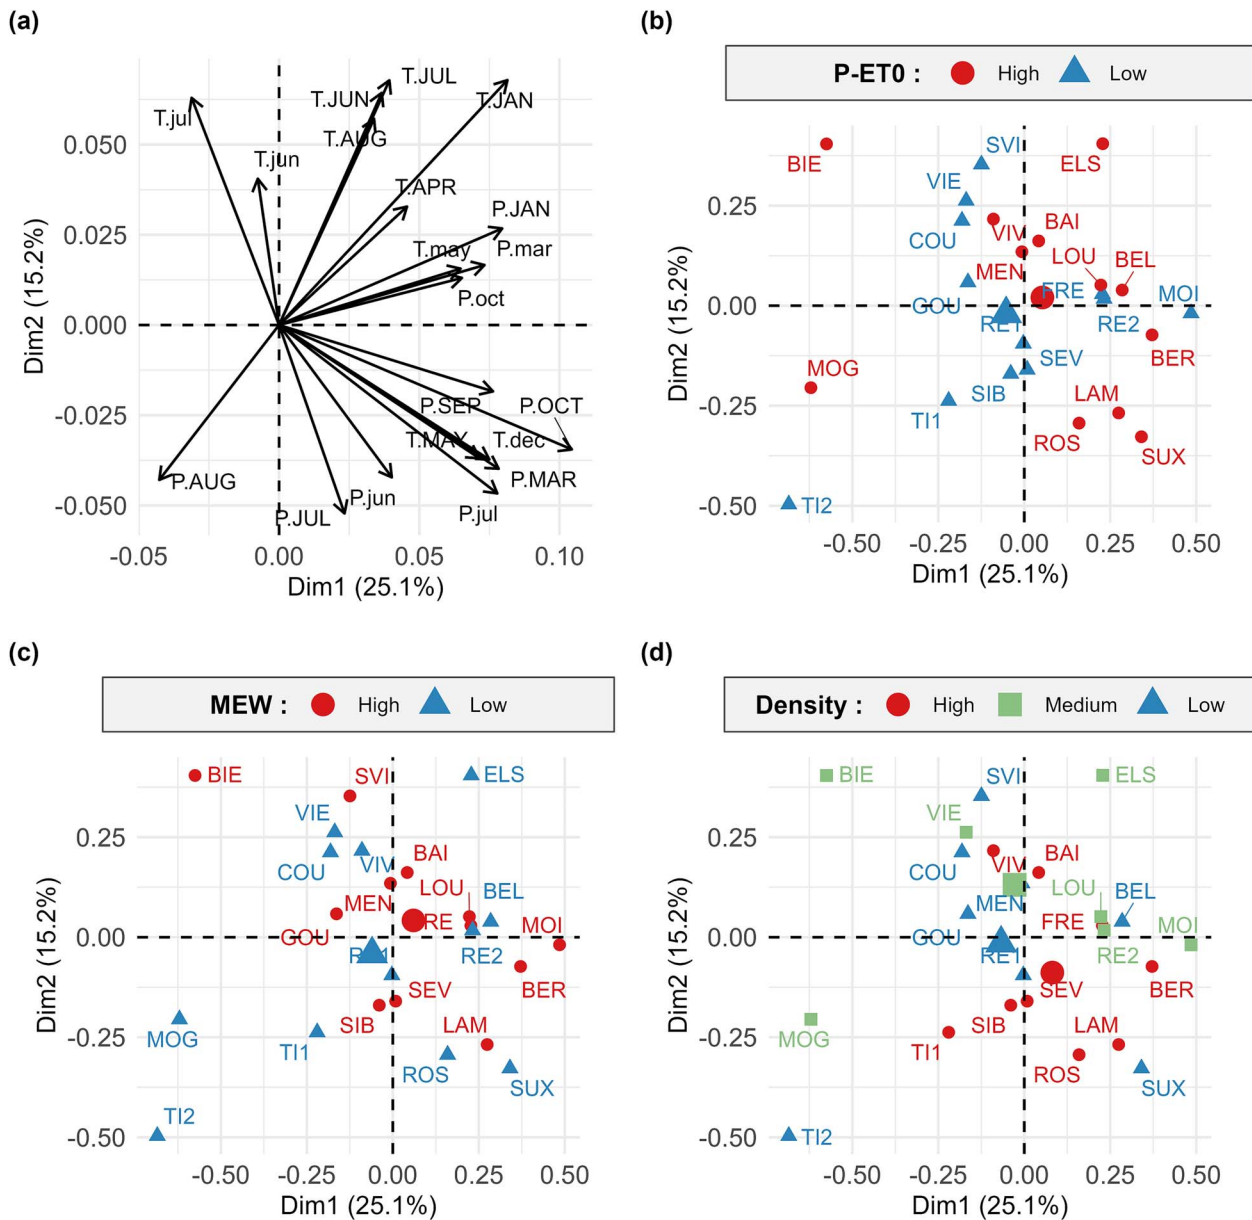 (a)
T.JUL
T.JUN
T.JAN
T.jul
T.AUG
T.jun
T.APR
P.JAN
T.may
P.mar
P.oct
P.SEP
P.OCT
T.MAY
T.dec
P.AUG
P.jun
P.MAR
P.JUL
P.jul
0.050
0.025
0.000
-0.025
-0.050
-0.05
0.00
0.05
0.10
Dim1 (25.1%)
Dim2 (15.2%)
(b)
P-ET0 : High Low
SVI
BIE
ELS
VIE
COU
VIV
BAI
MEN
LOU
BEL
GOU
FRE
MOI
RE1
RE2
SEV
BER
MOG
SIB
LAM
TI1
ROS
SUX
TI2
0.25
0.00
-0.25
-0.50
-0.50
-0.25
0.00
0.25
0.50
Dim1 (25.1%)
Dim2 (15.2%)
(c)
MEW : High Low
BIE
SVI
ELS
VIE
COU
VIV
BAI
MEN
LOU
BEL
GOU
RE
MOI
RE1
RE2
SEV
BER
MOG
SIB
LAM
TI1
ROS
SUX
TI2
0.25
0.00
-0.25
-0.50
-0.50
-0.25
0.00
0.25
0.50
Dim1 (25.1%)
Dim2 (15.2%)
(d)
Density : High Medium Low
BIE
SVI
ELS
VIE
COU
VIV
BAI
MEN
LOU
BEL
GOU
FRE
MOI
RE1
RE2
SEV
BER
MOG
SIB
LAM
TI1
ROS
SUX
TI2
0.25
0.00
-0.25
-0.50
-0.50
-0.25
0.00
0.25
0.50
Dim1 (25.1%)
Dim2 (15.2%)